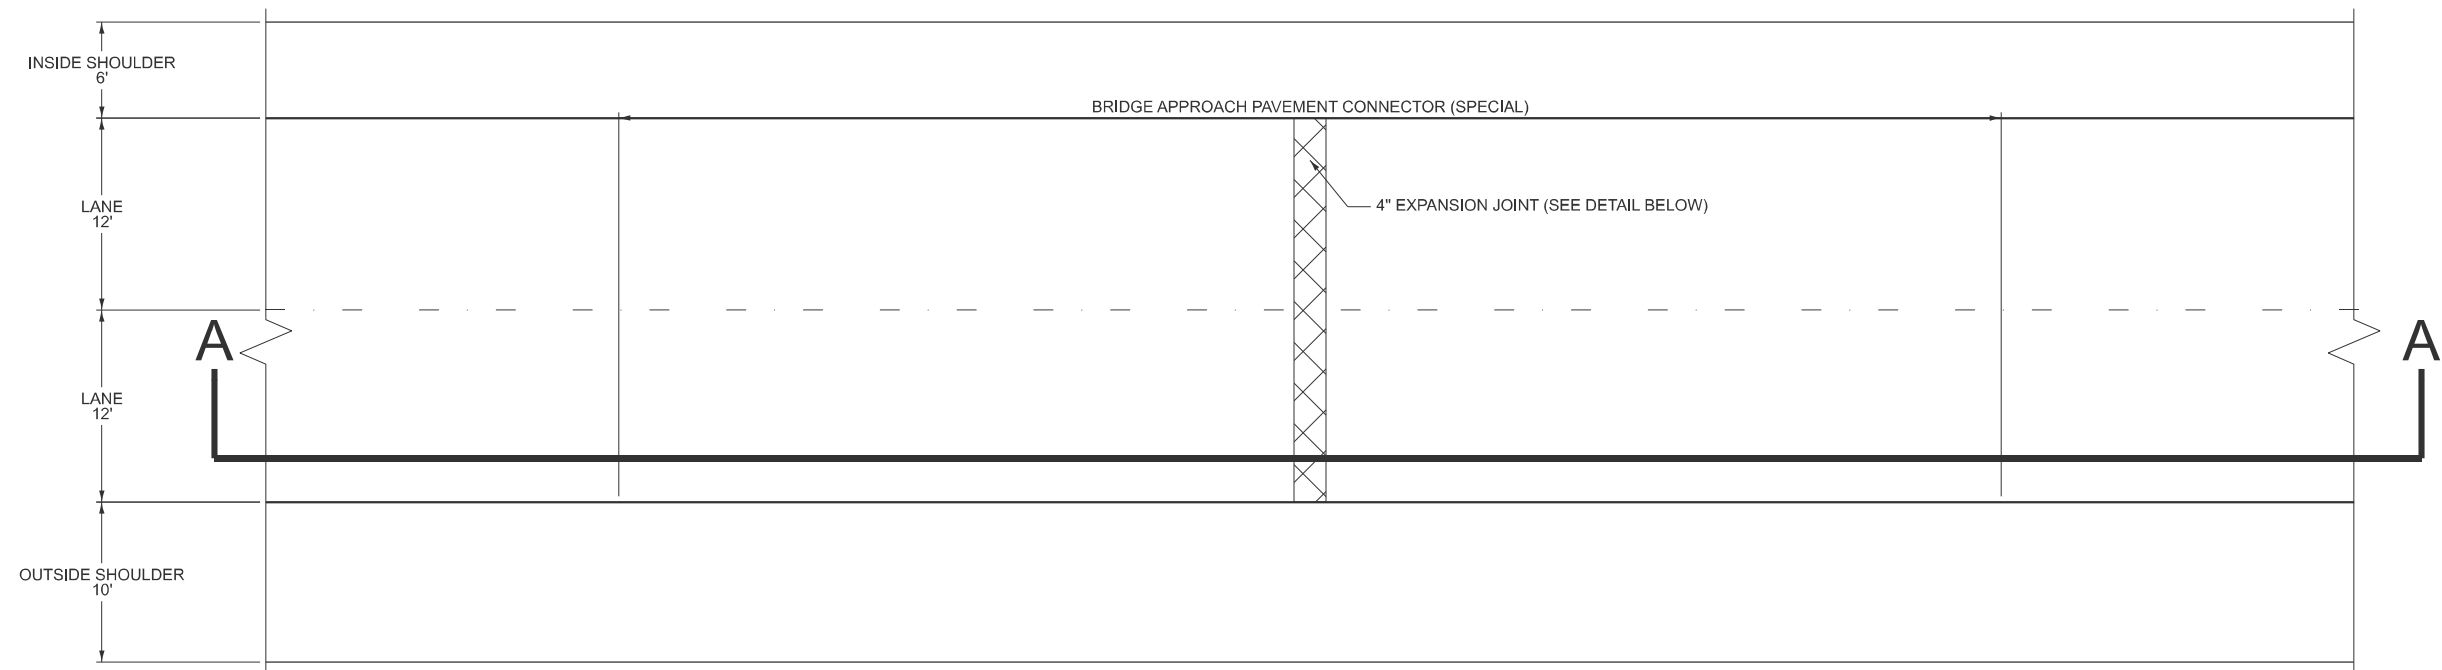 INSIDE SHOULDER
6'
BRIDGE APPROACH PAVEMENT CONNECTOR (SPECIAL)
LANE
12'
4" EXPANSION JOINT (SEE DETAIL BELOW)
A
A
LANE
12'
OUTSIDE SHOULDER
10'